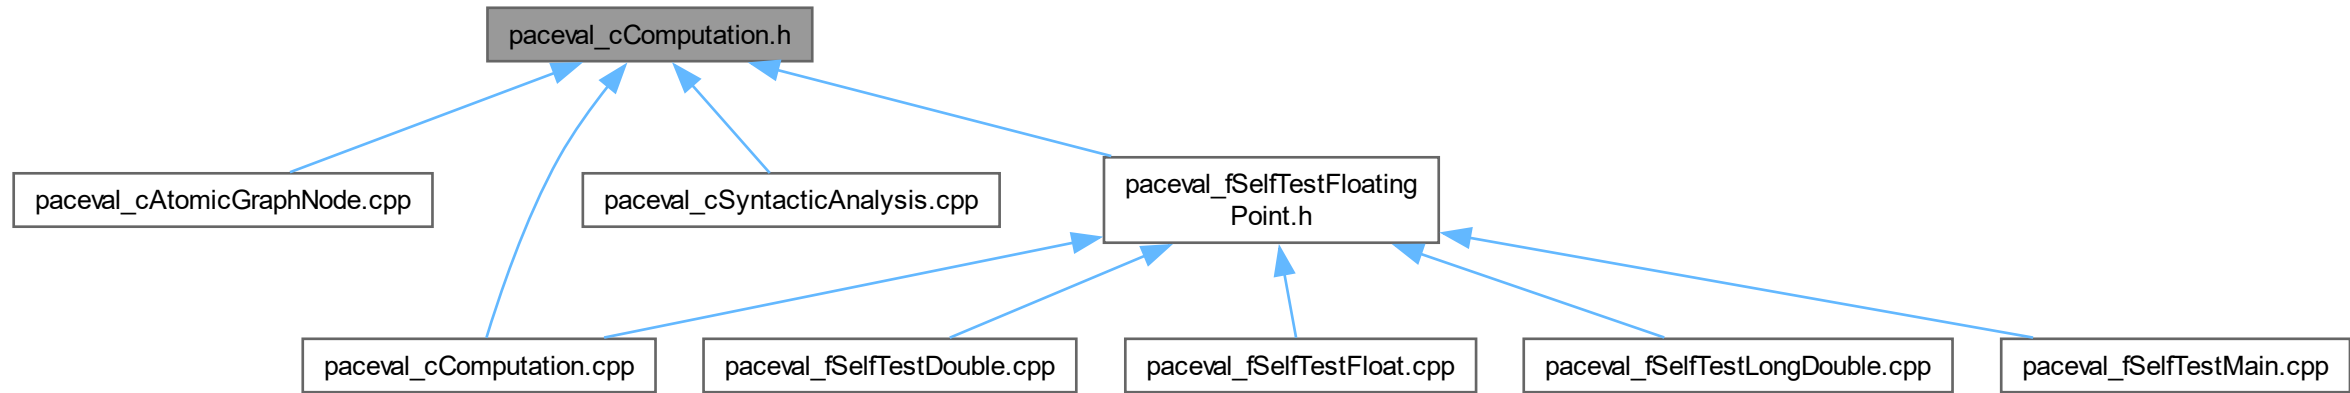 paceval_cComputation.h
paceval_cAtomicGraphNode.cpp
paceval_cSyntacticAnalysis.cpp
paceval_fSelfTestFloating
Point.h
paceval_cComputation.cpp
paceval_fSelfTestDouble.cpp
paceval_fSelfTestFloat.cpp
paceval_fSelfTestLongDouble.cpp
paceval_fSelfTestMain.cpp